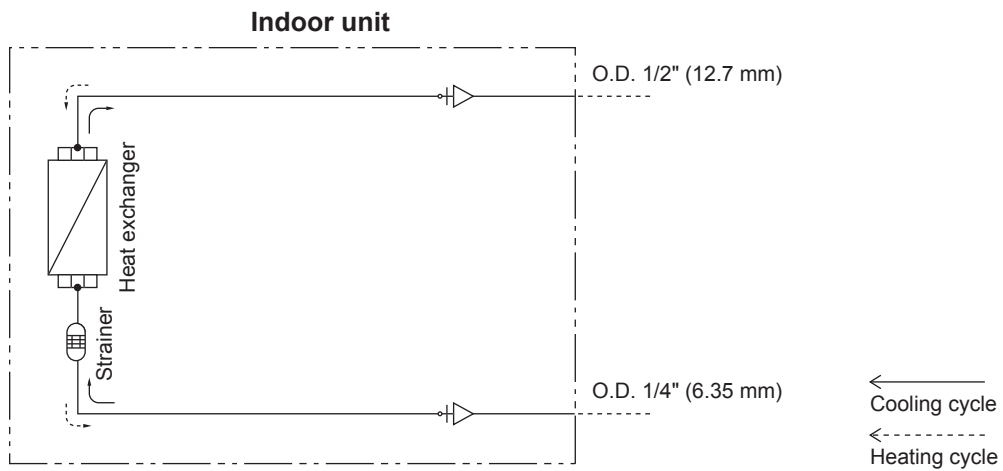 Indoor unit
O.D. 1/2" (12.7 mm)
Heat exchanger
Strainer
O.D. 1/4" (6.35 mm)
Cooling cycle
Heating cycle